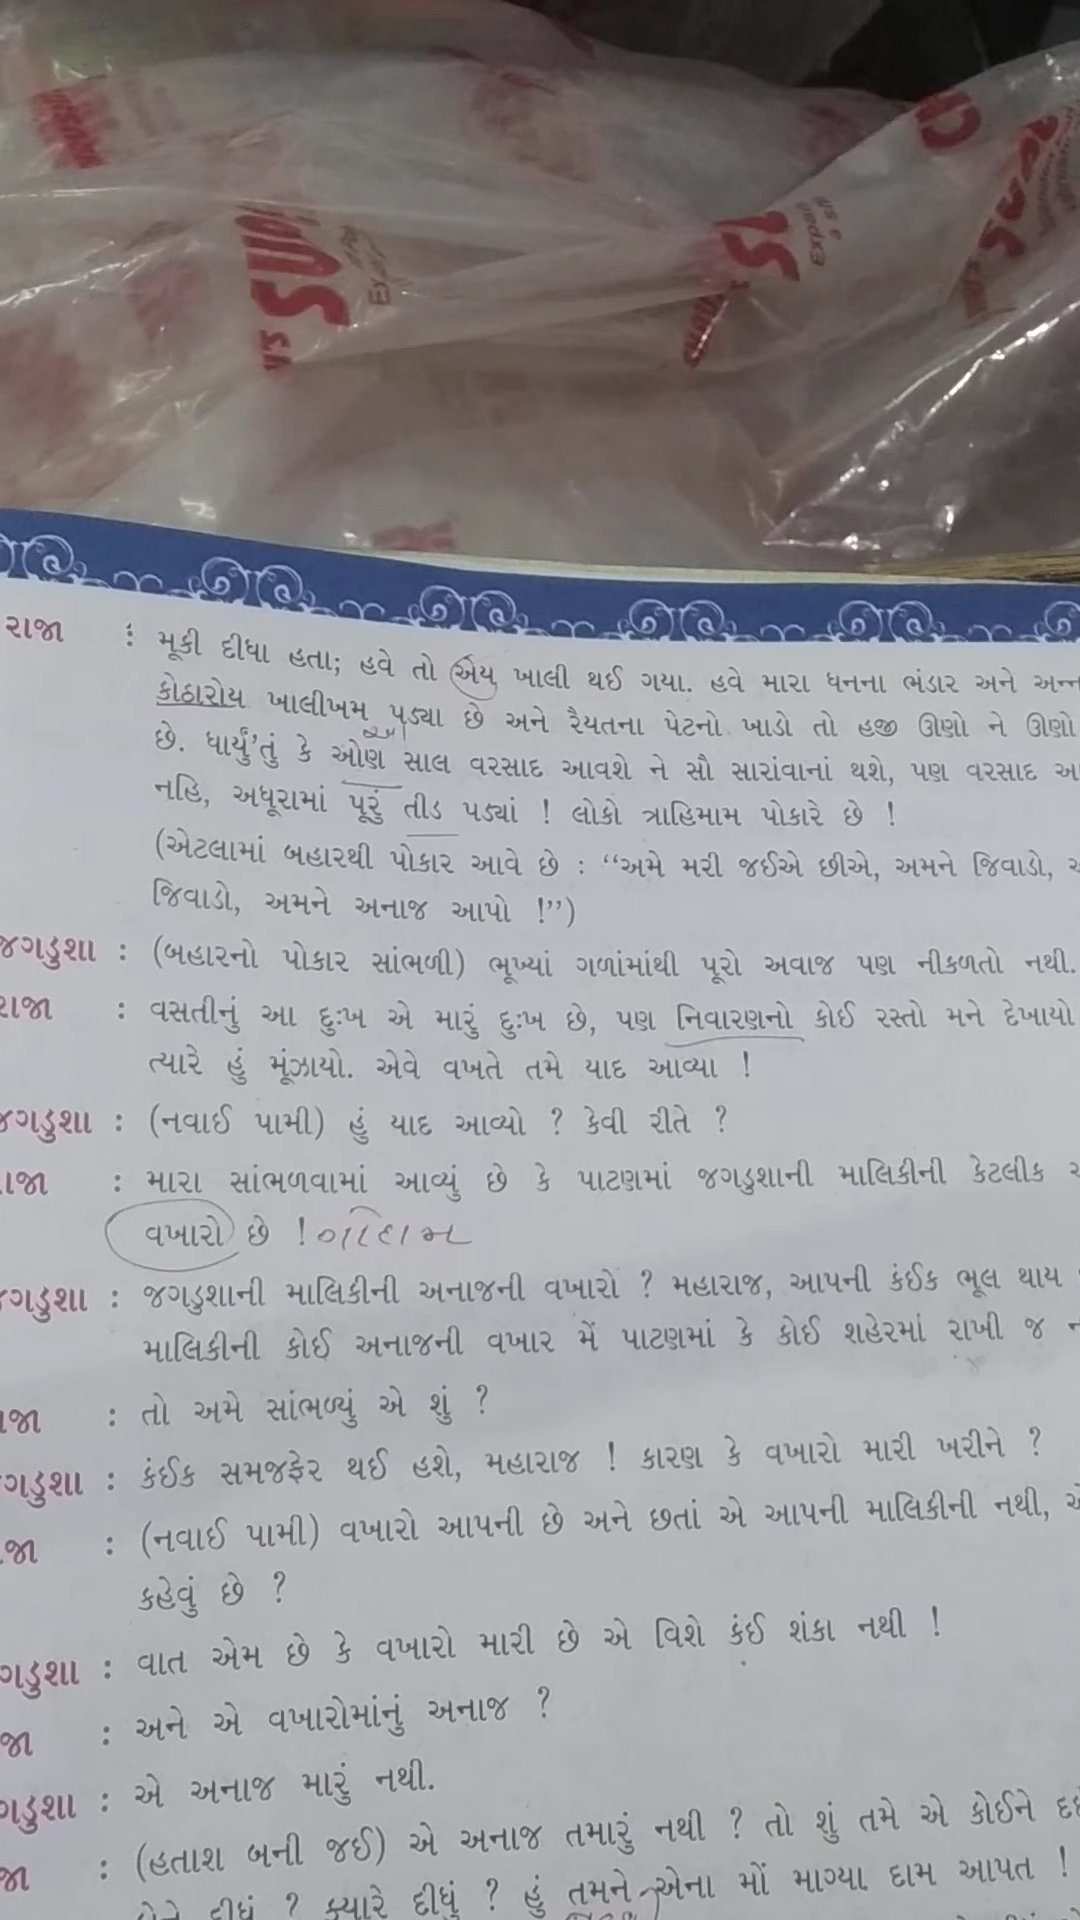 રાજા : મૂકી દીધા હતા; હવે તો એય ખાલી થઈ ગયા. હવે મારા ધનના ભંડાર અને અન્ન
કોઠારોય ખાલીખમ પડ્યા છે અને રૈયતના પેટનો ખાડો તો હજી ઊણો ને ઊણો
છે. ધાર્યું'તું કે ઓણ સાલ વરસાદ આવશે ને સૌ સારાંવાનાં થશે, પણ વરસાદ આ
નહિ, અધૂરામાં પૂરું તીડ પડ્યાં ! લોકો ત્રાહિમામ પોકારે છે !
(એટલામાં બહારથી પોકાર આવે છે : “અમે મરી જઈએ છીએ, અમને જિવાડો,
જિવાડો, અમને અનાજ આપો !”)
જગડુશા : (બહારનો પોકાર સાંભળી) ભૂખ્યાં ગળાંમાંથી પૂરો અવાજ પણ નીકળતો નથી.
રાજા : વસતીનું આ દુઃખ એ મારું દુઃખ છે, પણ નિવારણનો કોઈ રસ્તો મને દેખાયો
ત્યારે હું મૂંઝાયો. એવે વખતે તમે યાદ આવ્યા !
જગડુશા : (નવાઈ પામી) હું યાદ આવ્યો ? કેવી રીતે ?
રાજા : મારા સાંભળવામાં આવ્યું છે કે પાટણમાં જગડુશાની માલિકીની કેટલીક
વખારો છે ! ગોદામ
જગડુશા : જગડુશાની માલિકીની અનાજની વખારો ? મહારાજ, આપની કંઈક ભૂલ થાય
માલિકીની કોઈ અનાજની વખાર મેં પાટણમાં કે કોઈ શહેરમાં રાખી જ ન
જા : તો અમે સાંભળ્યું એ શું ?
ગડુશા : કંઈક સમજફેર થઈ હશે, મહારાજ ! કારણ કે વખારો મારી ખરીને ?
જા : (નવાઈ પામી) વખારો આપની છે અને છતાં એ આપની માલિકીની નથી,
કહેવું છે ?
ગડુશા : વાત એમ છે કે વખારો મારી છે એ વિશે કંઈ શંકા નથી !
જા : અને એ વખારોમાંનું અનાજ ?
ગડુશા : એ અનાજ મારું નથી.
જા : (હતાશ બની જઈ) એ અનાજ તમારું નથી ? તો શું તમે એ કોઈને દઈ
દીધું ? ક્યારે દીધું ? હું તમને એના મોં માગ્યા દામ આપત !